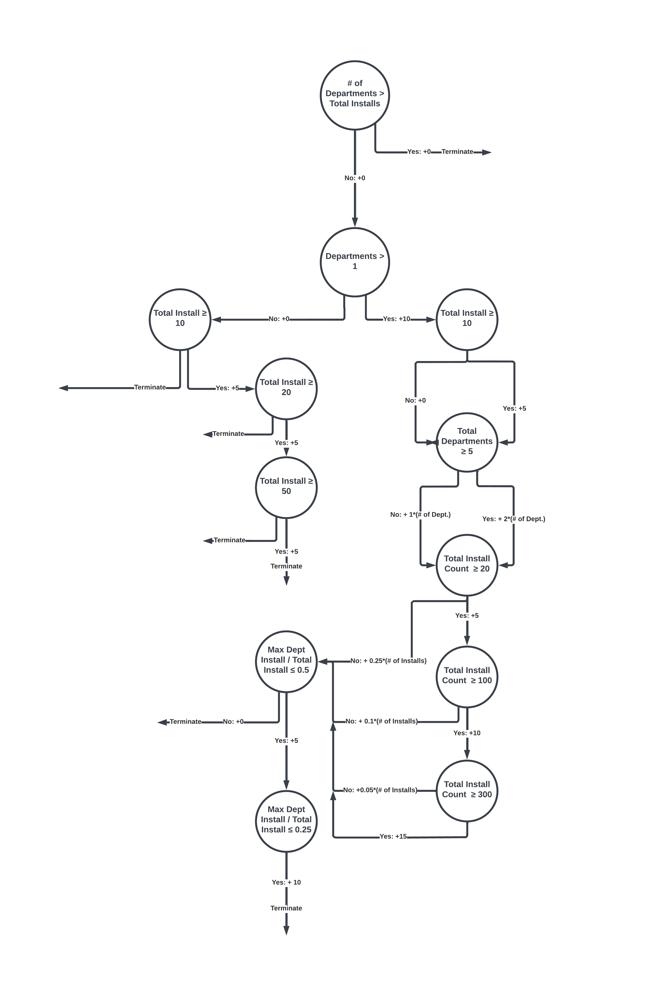 # of
Departments >
Total Installs
Yes: +0
Terminate
No: +0
Departments >
1
Total Install ≥
10
No: +0
Yes: +10
Total Install ≥
10
Terminate
Yes: +5
Total Install ≥
20
No: +0
Yes: +5
Terminate
Yes: +5
Total
Departments
≥ 5
Total Install ≥
50
No: + 1*(# of Dept.)
Yes: + 2*(# of Dept.)
Terminate
Yes: +5
Terminate
Total Install
Count ≥ 20
Yes: +5
Max Dept
Install / Total
Install ≤ 0.5
No: + 0.25*(# of Installs)
Total Install
Count ≥ 100
Terminate
No: +0
No: + 0.1*(# of Installs)
Yes: +5
Yes: +10
Total Install
Count ≥ 300
No: +0.05*(# of Installs)
Max Dept
Install / Total
Install ≤ 0.25
Yes: +15
Yes: + 10
Terminate